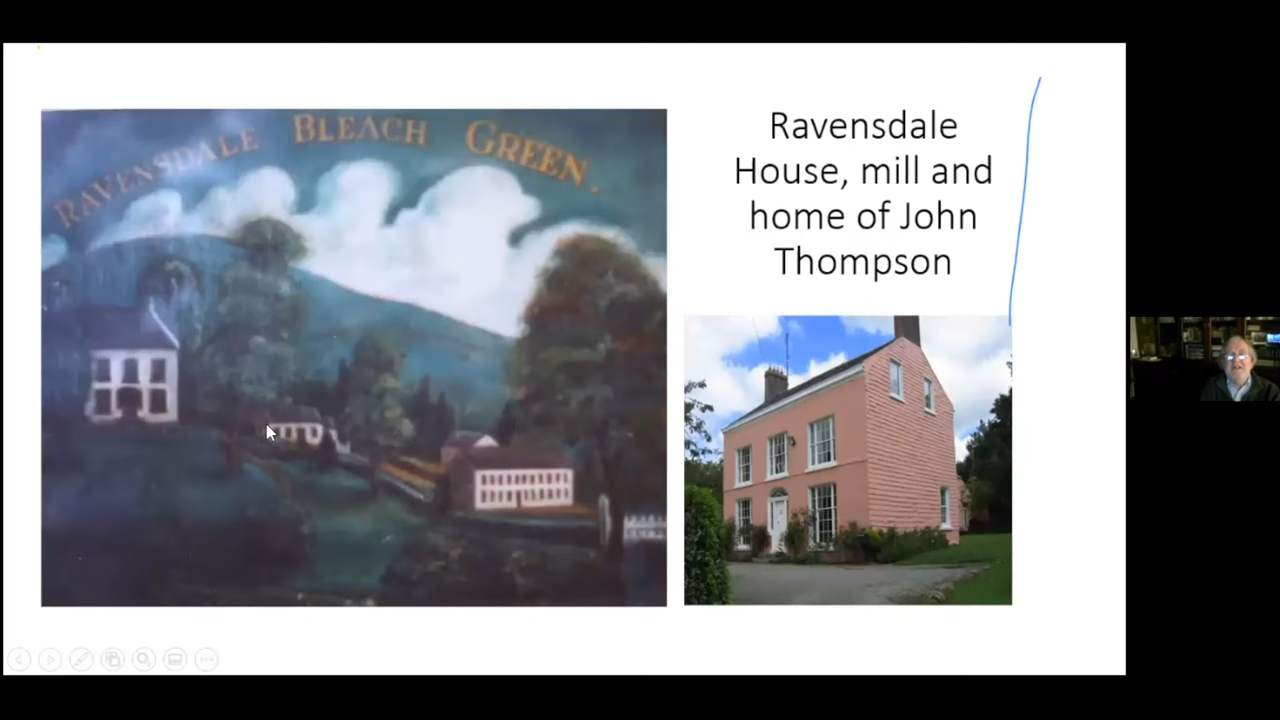 RAVENSDALE BLEACH GREEN.
Ravensdale
House, mill and
home of John
Thompson